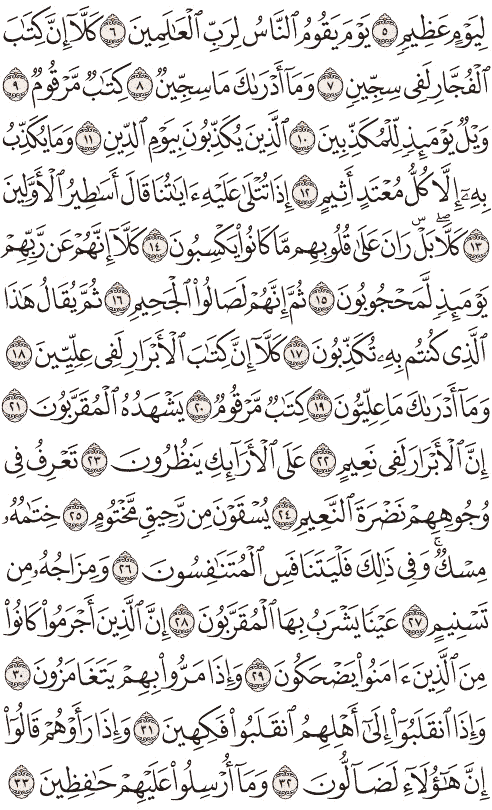 لِيَوْمٍ عَظِيمٍ ٥ يَوْمَ يَقُومُ ٱلنَّاسُ لِرَبِّ ٱلْعَٰلَمِينَ ٦ كَلَّآ إِنَّ كِتَٰبَ
ٱلْفُجَّارِ لَفِى سِجِّينٍ ٧ وَمَآ أَدْرَىٰكَ مَا سِجِّينٌ ٨ كِتَٰبٌ مَّرْقُومٌ ٩
وَيْلٌ يَوْمَئِذٍ لِّلْمُكَذِّبِينَ ١٠ ٱلَّذِينَ يُكَذِّبُونَ بِيَوْمِ ٱلدِّينِ ١١ وَمَا يُكَذِّبُ
بِهِۦٓ إِلَّا كُلُّ مُعْتَدٍ أَثِيمٍ ١٢ إِذَا تُتْلَىٰ عَلَيْهِ ءَايَٰتُنَا قَالَ أَسَٰطِيرُ ٱلْأَوَّلِينَ
١٣ كَلَّا ۖ بَلْ ۜ رَانَ عَلَىٰ قُلُوبِهِم مَّا كَانُوا۟ يَكْسِبُونَ ١٤ كَلَّآ إِنَّهُمْ عَن رَّبِّهِمْ
يَوْمَئِذٍ لَّمَحْجُوبُونَ ١٥ ثُمَّ إِنَّهُمْ لَصَالُوا۟ ٱلْجَحِيمِ ١٦ ثُمَّ يُقَالُ هَٰذَا
ٱلَّذِى كُنتُم بِهِۦ تُكَذِّبُونَ ١٧ كَلَّآ إِنَّ كِتَٰبَ ٱلْأَبْرَارِ لَفِى عِلِّيِّينَ ١٨
وَمَآ أَدْرَىٰكَ مَا عِلِّيُّونَ ١٩ كِتَٰبٌ مَّرْقُومٌ ٢٠ يَشْهَدُهُ ٱلْمُقَرَّبُونَ ٢١
إِنَّ ٱلْأَبْرَارَ لَفِى نَعِيمٍ ٢٢ عَلَى ٱلْأَرَآئِكِ يَنظُرُونَ ٢٣ تَعْرِفُ فِى
وُجُوهِهِمْ نَضْرَةَ ٱلنَّعِيمِ ٢٤ يُسْقَوْنَ مِن رَّحِيقٍ مَّخْتُومٍ ٢٥ خِتَٰمُهُۥ
مِسْكٌ ۚ وَفِى ذَٰلِكَ فَلْيَتَنَافَسِ ٱلْمُتَنَٰفِسُونَ ٢٦ وَمِزَاجُهُۥ مِن
تَسْنِيمٍ ٢٧ عَيْنًا يَشْرَبُ بِهَا ٱلْمُقَرَّبُونَ ٢٨ إِنَّ ٱلَّذِينَ أَجْرَمُوا۟ كَانُوا۟
مِنَ ٱلَّذِينَ ءَامَنُوا۟ يَضْحَكُونَ ٢٩ وَإِذَا مَرُّوا۟ بِهِمْ يَتَغَامَزُونَ ٣٠
وَإِذَا ٱنقَلَبُوٓا۟ إِلَىٰٓ أَهْلِهِمُ ٱنقَلَبُوا۟ فَكِهِينَ ٣١ وَإِذَا رَأَوْهُمْ قَالُوٓا۟
إِنَّ هَٰٓؤُلَآءِ لَضَآلُّونَ ٣٢ وَمَآ أُرْسِلُوا۟ عَلَيْهِمْ حَٰفِظِينَ ٣٣